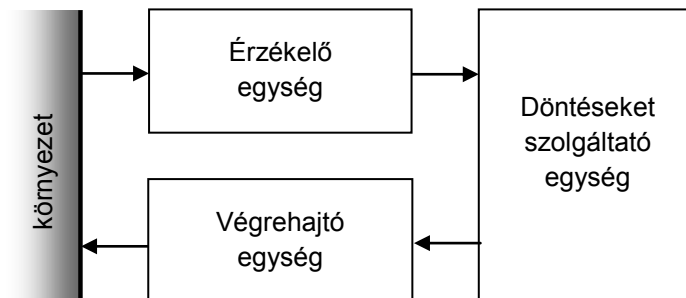 környezet
Érzékelő
egység
Döntéseket
szolgáltató
egység
Végrehajtó
egység